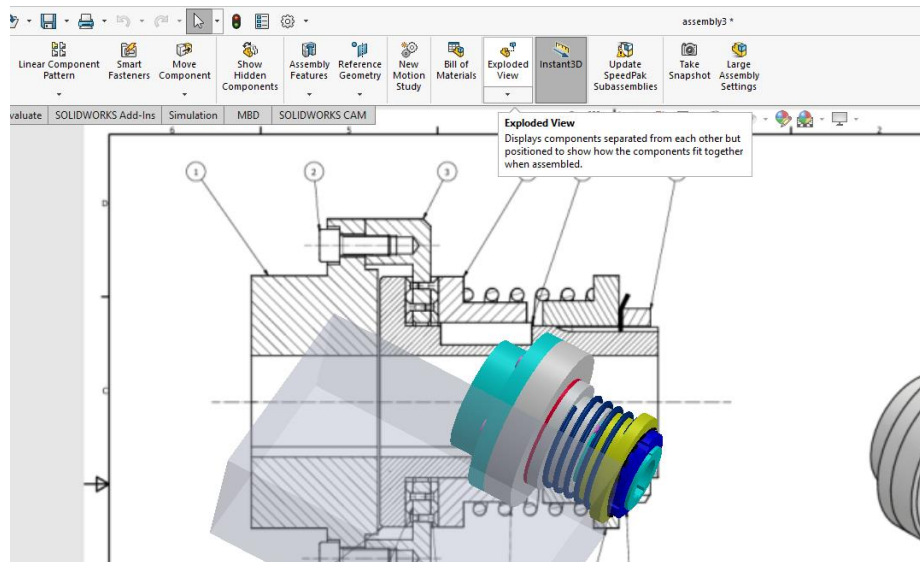 assembly3 *
Linear Component
Pattern
Smart
Fasteners
Move
Component
Show
Hidden
Components
Assembly
Features
Reference
Geometry
New
Motion
Study
Bill of
Materials
Exploded
View
Instant3D
Update
SpeedPak
Subassemblies
Take
Snapshot
Large
Assembly
Settings
valuate
SOLIDWORKS Add-Ins
Simulation
MBD
SOLIDWORKS CAM
Exploded View
Displays components separated from each other but
positioned to show how the components fit together
when assembled.
6
5
2
1
2
3
D
C